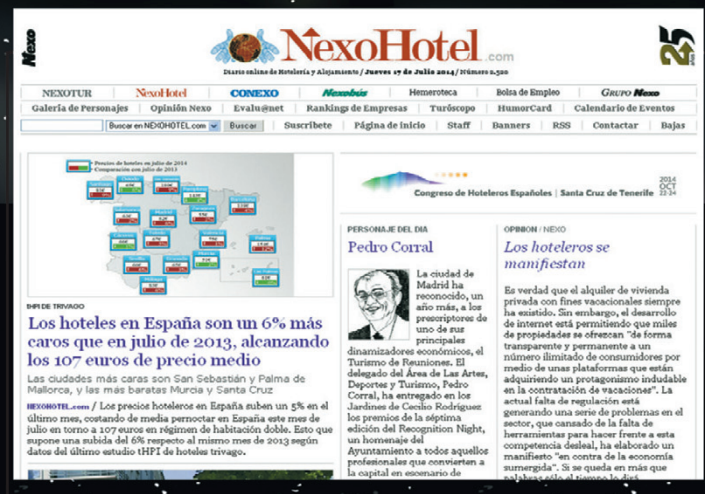 Nexo
NexoHotel.com
25
años
Diario online de Hotelería y Alojamiento / Jueves 17 de Julio 2014 / Número 2.320
NEXOTUR NexoHotel CONEXO Nexobús Hemeroteca Bolsa de Empleo GRUPO Nexo
Galería de Personajes Opinión Nexo Evalu@net Rankings de Empresas Turóscopo HumorCard Calendario de Eventos
Buscar en NEXOHOTEL.com Buscar Suscríbete Página de inicio Staff Banners RSS Contactar Bajas
Precios de hoteles en julio de 2014
Comparación con julio de 2013
tHPI DE TRIVAGO
Los hoteles en España son un 6% más
caros que en julio de 2013, alcanzando
los 107 euros de precio medio
Las ciudades más caras son San Sebastián y Palma de
Mallorca, y las más baratas Murcia y Santa Cruz
NEXOHOTEL.com / Los precios hoteleros en España suben un 5% en el
último mes, costando de media pernoctar en España este mes de
julio en torno a 107 euros en régimen de habitación doble. Esto que
supone una subida del 6% respecto al mismo mes de 2013 según
datos del último estudio tHPI de hoteles trivago.
Congreso de Hoteleros Españoles | Santa Cruz de Tenerife
2014
OCT
22-24
PERSONAJE DEL DIA
Pedro Corral
La ciudad de
Madrid ha
reconocido, un
año más, a los
prescriptores de
uno de sus
principales
dinamizadores económicos, el
Turismo de Reuniones. El
delegado del Área de Las Artes,
Deportes y Turismo, Pedro
Corral, ha entregado en los
Jardines de Cecilio Rodríguez
los premios de la séptima
edición del Recognition Night,
un homenaje del
Ayuntamiento a todos aquellos
profesionales que convierten a
la capital en escenario de
OPINION / NEXO
Los hoteleros se
manifiestan
Es verdad que el alquiler de vivienda
privada con fines vacacionales siempre
ha existido. Sin embargo, el desarrollo
de internet está permitiendo que miles
de propiedades se ofrezcan "de forma
transparente y permanente a un
número ilimitado de consumidores por
medio de unas plataformas que están
adquiriendo un protagonismo indudable
en la contratación de vacaciones". La
actual falta de regulación está
generando una serie de problemas en el
sector, que cansado de la falta de
herramientas para hacer frente a esta
competencia desleal, ha elaborado un
manifiesto "en contra de la economía
sumergida". Si se queda en más que
palabras sólo el tiempo lo dirá